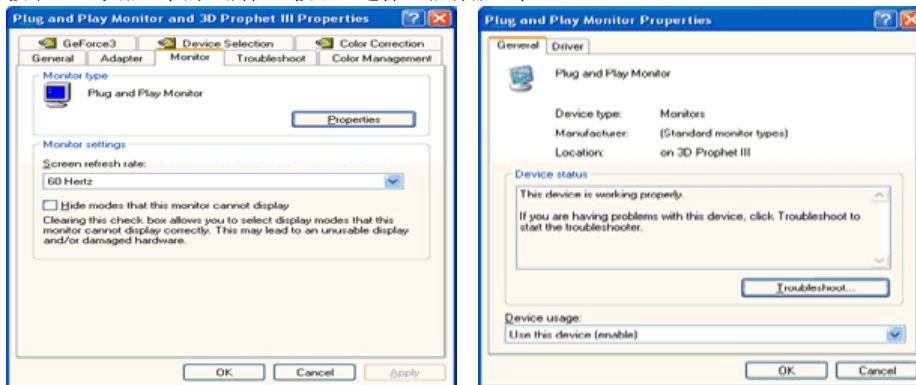 Plug and Play Monitor and 3D Prophet III Properties
GeForce3 Device Selection Color Correction
General Adapter Monitor Troubleshoot Color Management
Monitor type
Plug and Play Monitor
Properties
Monitor settings
Screen refresh rate:
60 Hertz
Hide modes that this monitor cannot display
Clearing this check box allows you to select display modes that this
monitor cannot display correctly. This may lead to an unusable display
and/or damaged hardware.
OK Cancel Apply
Plug and Play Monitor Properties
General Driver
Plug and Play Monitor
Device type: Monitors
Manufacturer: (Standard monitor types)
Location: on 3D Prophet III
Device status
This device is working properly.
If you are having problems with this device, click Troubleshoot to
start the troubleshooter.
Troubleshoot...
Device usage:
Use this device (enable)
OK Cancel